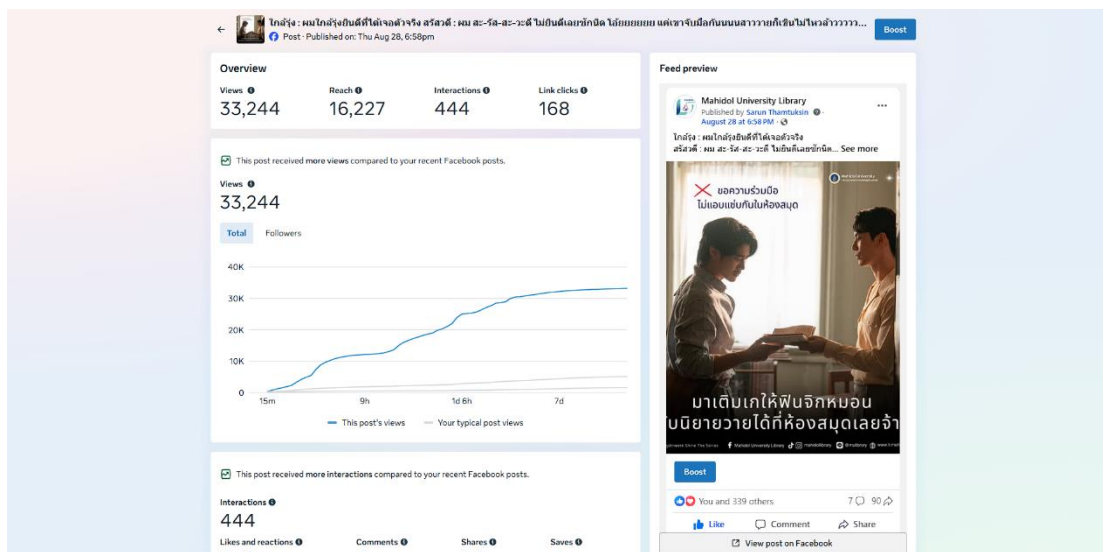 ใกล้รุ่ง : ผมใกล้รุ่งยินดีที่ได้เจอตัวจริง สรัสวดี : ผม สะ-รัส-สะ-วะ-ดี ไม่ยินดีเลยซักนิด โอ้ยยยยยย แค่เขาจับมือกันนนนสาววายก็เขินไม่ไหวล้าววววว...
Post · Published on: Thu Aug 28, 6:58pm
Boost
Overview
Views
33,244
Reach
16,227
Interactions
444
Link clicks
168
This post received more views compared to your recent Facebook posts.
Views
33,244
Total Followers
40K
30K
20K
10K
0
15m 9h 1d 6h 7d
This post's views Your typical post views
This post received more interactions compared to your recent Facebook posts.
Interactions
444
Likes and reactions Comments Shares Saves
Feed preview
Mahidol University Library
Published by Sarun Thamtuksin ·
August 28 at 6:58 PM ·
ใกล้รุ่ง : ผมใกล้รุ่งยินดีที่ได้เจอตัวจริง
สรัสวดี : ผม สะ-รัส-สะ-วะ-ดี ไม่ยินดีเลยซักนิด... See more
ขอความร่วมมือ
ไม่แอบแซ่บกันในห้องสมุด
มาเติมเกให้ฟินจิกหมอน
นิยายวายได้ที่ห้องสมุดเลยจ้า
Mahidol University Library
Boost
You and 339 others 7 90
Like Comment Share
View post on Facebook